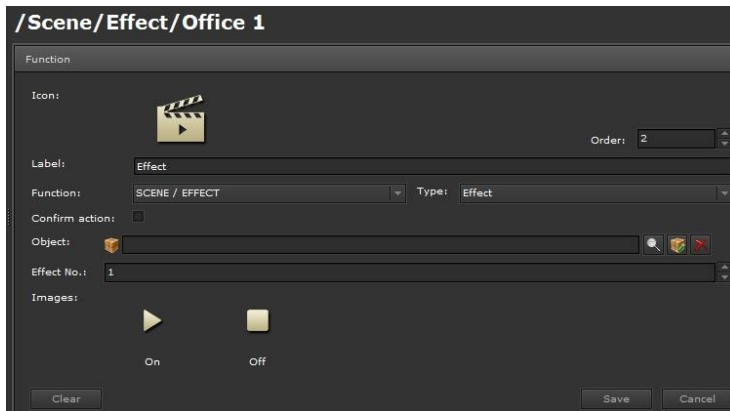 /Scene/Effect/Office 1
Function
Icon:
Order: 2
Label: Effect
Function: SCENE / EFFECT Type: Effect
Confirm action:
Object:
Effect No.: 1
Images:
On Off
Clear Save Cancel